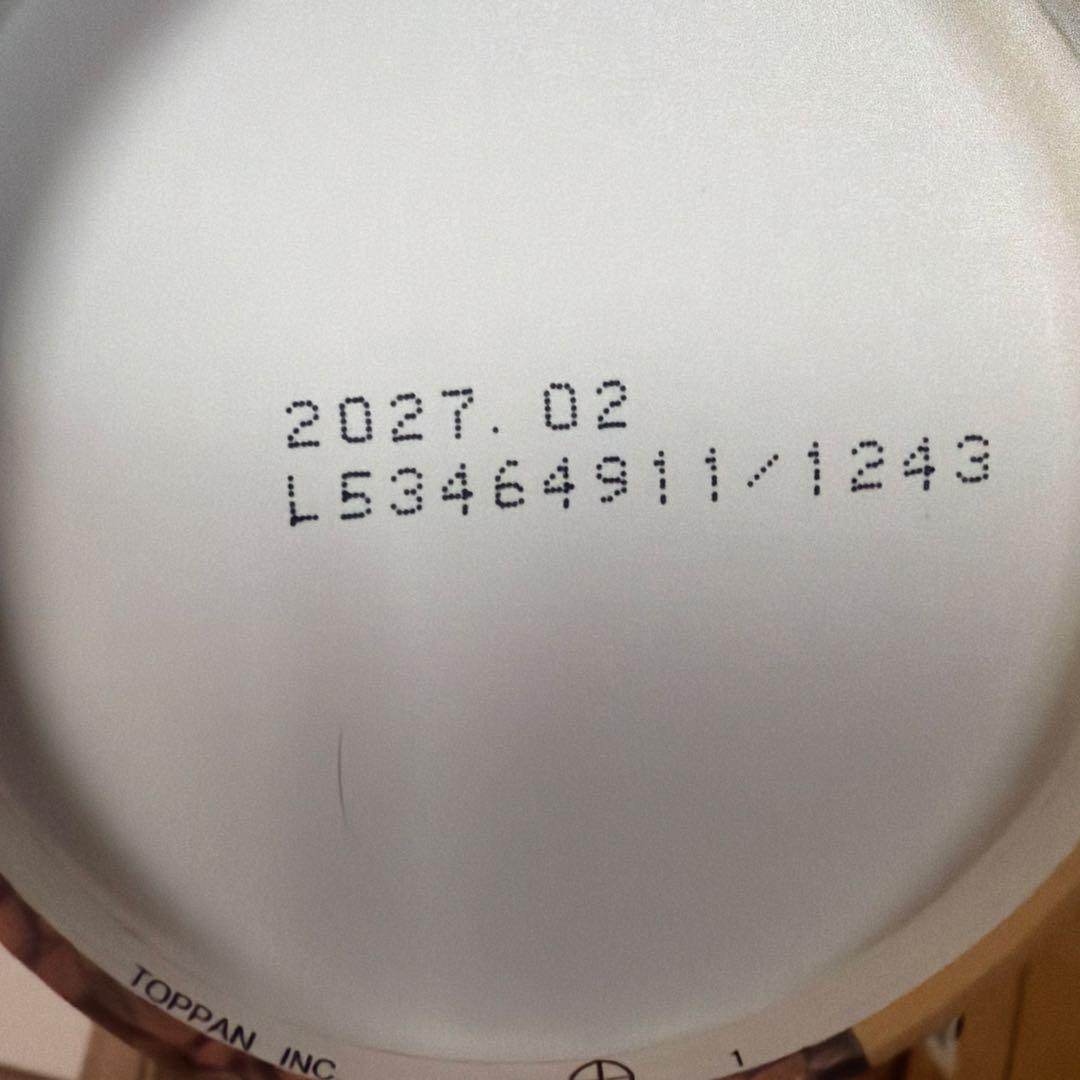 2027. 02
L53464911/1243
TOPPAN INC
1